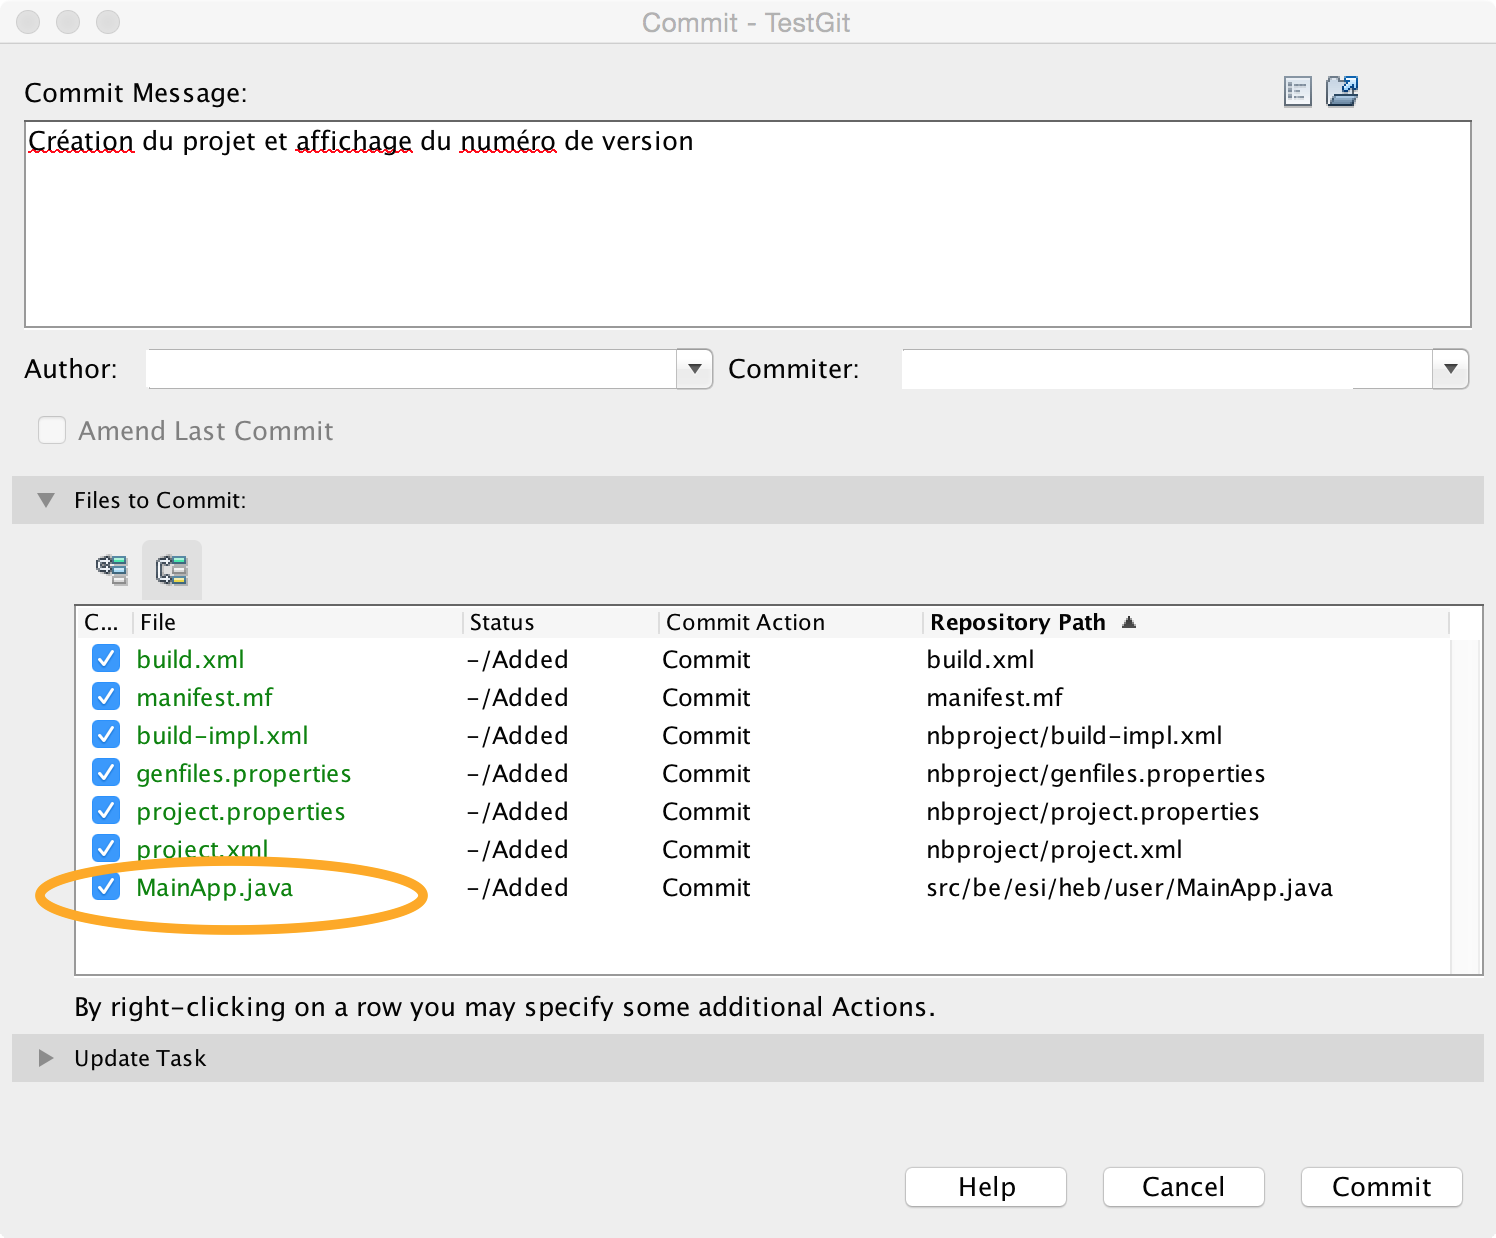 Commit - TestGit
Commit Message:
Création du projet et affichage du numéro de version
Author:
Commiter:
Amend Last Commit
Files to Commit:
C... File Status Commit Action Repository Path
build.xml -/Added Commit build.xml
manifest.mf -/Added Commit manifest.mf
build-impl.xml -/Added Commit nbproject/build-impl.xml
genfiles.properties -/Added Commit nbproject/genfiles.properties
project.properties -/Added Commit nbproject/project.properties
project.xml -/Added Commit nbproject/project.xml
MainApp.java -/Added Commit src/be/esi/heb/user/MainApp.java
By right-clicking on a row you may specify some additional Actions.
Update Task
Help Cancel Commit